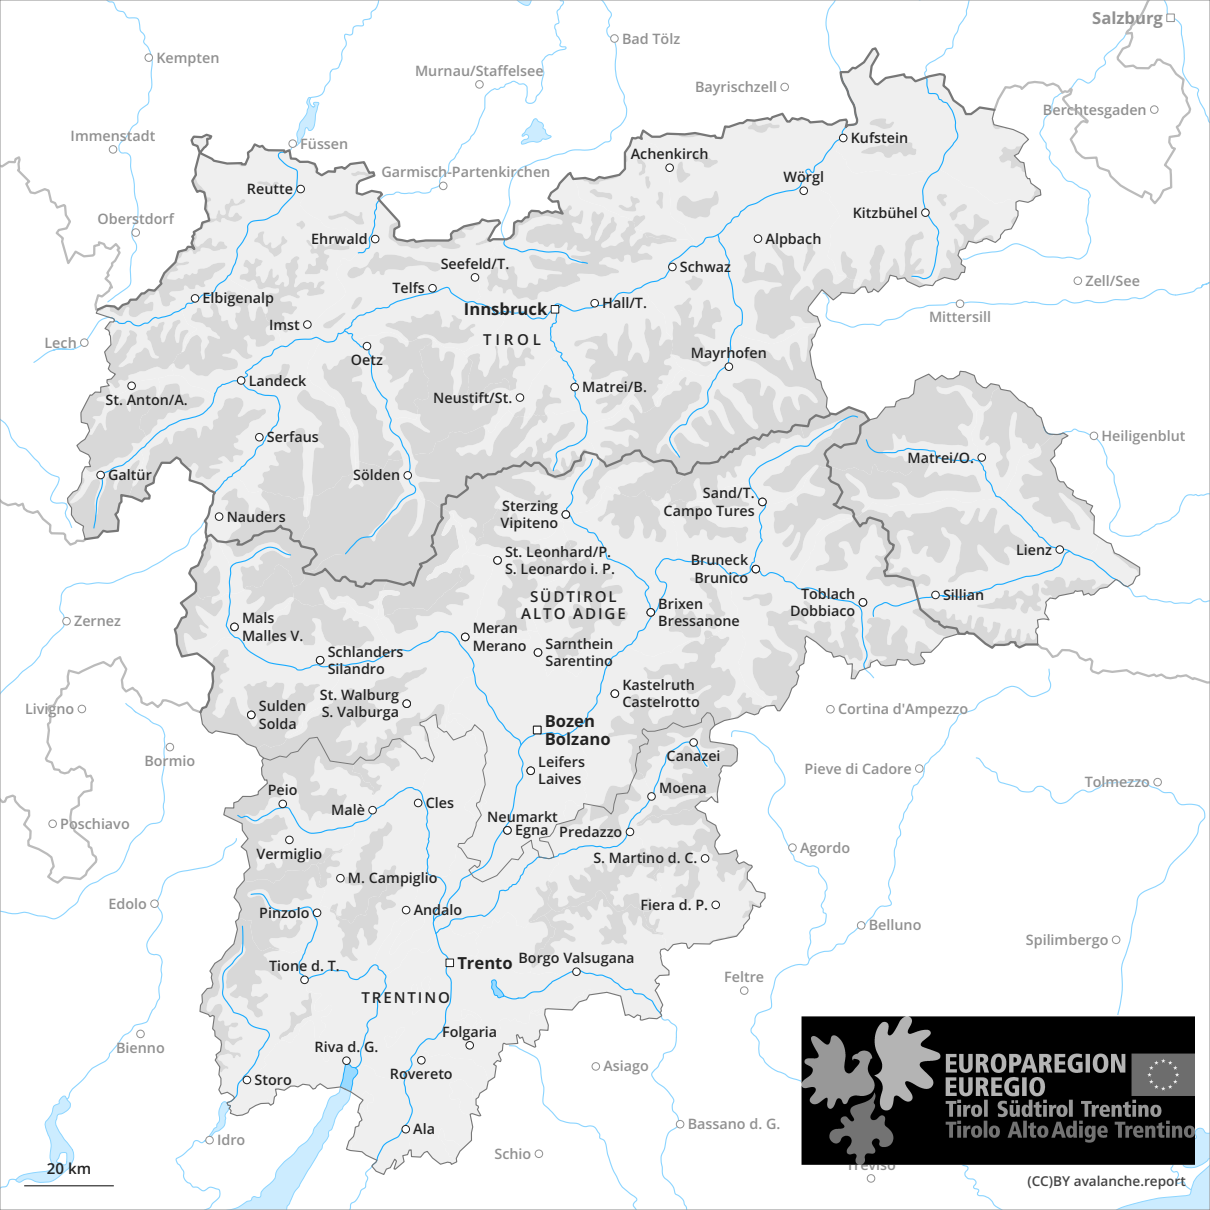 Salzburg
Bad Tölz
Kempten
Murnau/Staffelsee
Bayrischzell
Berchtesgaden
Immenstadt
Füssen
Kufstein
Achenkirch
Garmisch-Partenkirchen
Wörgl
Reutte
Kitzbühel
Oberstdorf
Ehrwald
Alpbach
Seefeld/T.
Schwaz
Zell/See
Telfs
Elbigenalp
Innsbruck
Hall/T.
Mittersill
Imst
TIROL
Lech
Oetz
Mayrhofen
Landeck
Matrei/B.
St. Anton/A.
Neustift/St.
Serfaus
Heiligenblut
Matrei/O.
Galtür
Sölden
Sand/T.
Campo Tures
Sterzing
Vipiteno
Nauders
St. Leonhard/P.
S. Leonardo i. P.
Lienz
Bruneck
Brunico
SÜDTIROL
ALTO ADIGE
Toblach
Dobbiaco
Sillian
Brixen
Bressanone
Zernez
Mals
Malles V.
Meran
Merano
Sarnthein
Sarentino
Schlanders
Silandro
Kastelruth
Castelrotto
St. Walburg
S. Valburga
Livigno
Sulden
Solda
Cortina d'Ampezzo
Bozen
Bolzano
Bormio
Canazei
Leifers
Laives
Pieve di Cadore
Tolmezzo
Peio
Moena
Malè
Cles
Neumarkt
Egna
Predazzo
Poschiavo
Vermiglio
Agordo
S. Martino d. C.
M. Campiglio
Edolo
Pinzolo
Andalo
Fiera d. P.
Belluno
Spilimbergo
Tione d. T.
Trento
Borgo Valsugana
Feltre
TRENTINO
Folgaria
Bienno
Riva d. G.
Rovereto
Asiago
Storo
EUROPAREGION
EUREGIO
Tirol Südtirol Trentino
Tirolo Alto Adige Trentino
Ala
Idro
Bassano d. G.
Schio
Treviso
20 km
(CC)BY avalanche.report